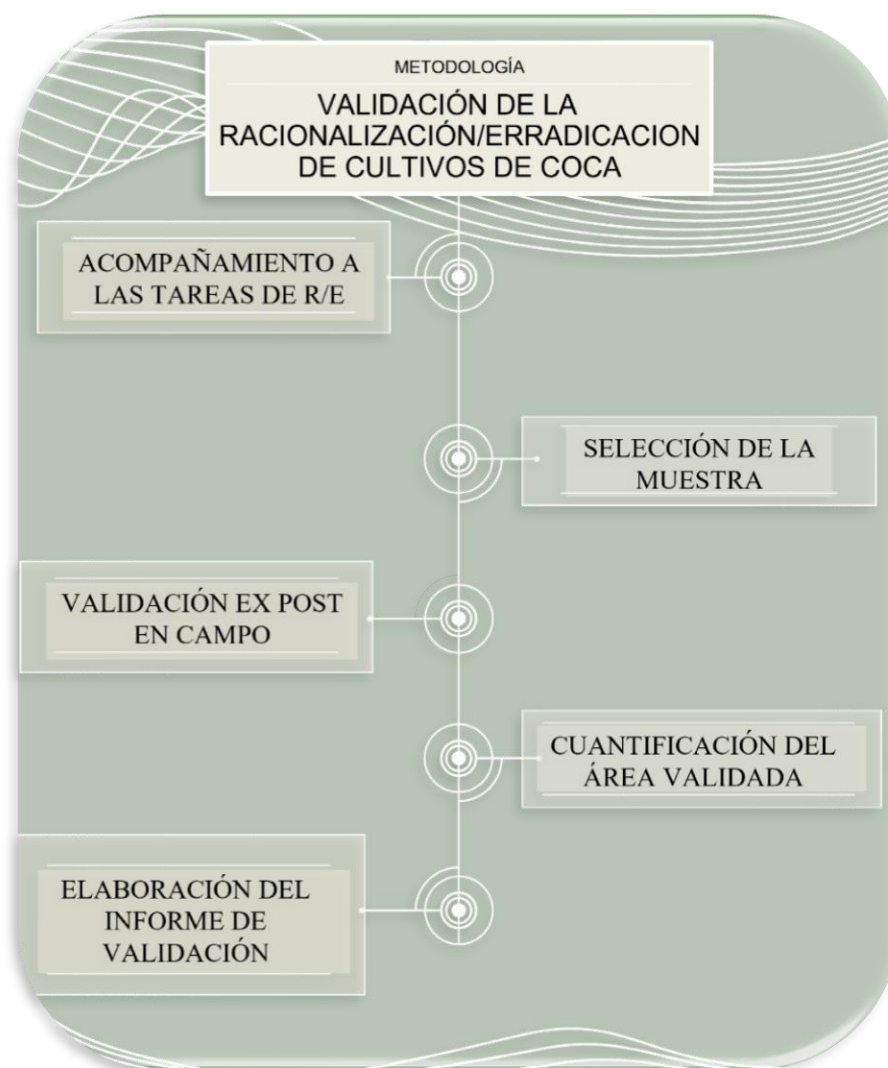 METODOLOGÍA
VALIDACIÓN DE LA
RACIONALIZACIÓN/ERRADICACION
DE CULTIVOS DE COCA
ACOMPAÑAMIENTO A
LAS TAREAS DE R/E
SELECCIÓN DE LA
MUESTRA
VALIDACIÓN EX POST
EN CAMPO
CUANTIFICACIÓN DEL
ÁREA VALIDADA
ELABORACIÓN DEL
INFORME DE
VALIDACIÓN